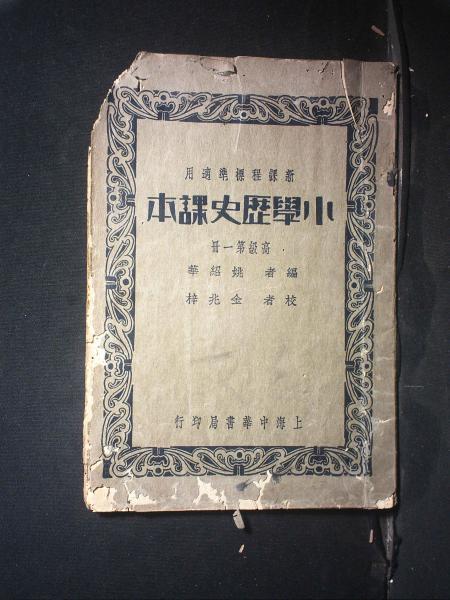 新課程標準適用
小學歷史課本
高級第一冊
編者 姚紹華
校者 金兆梓
上海中華書局印行